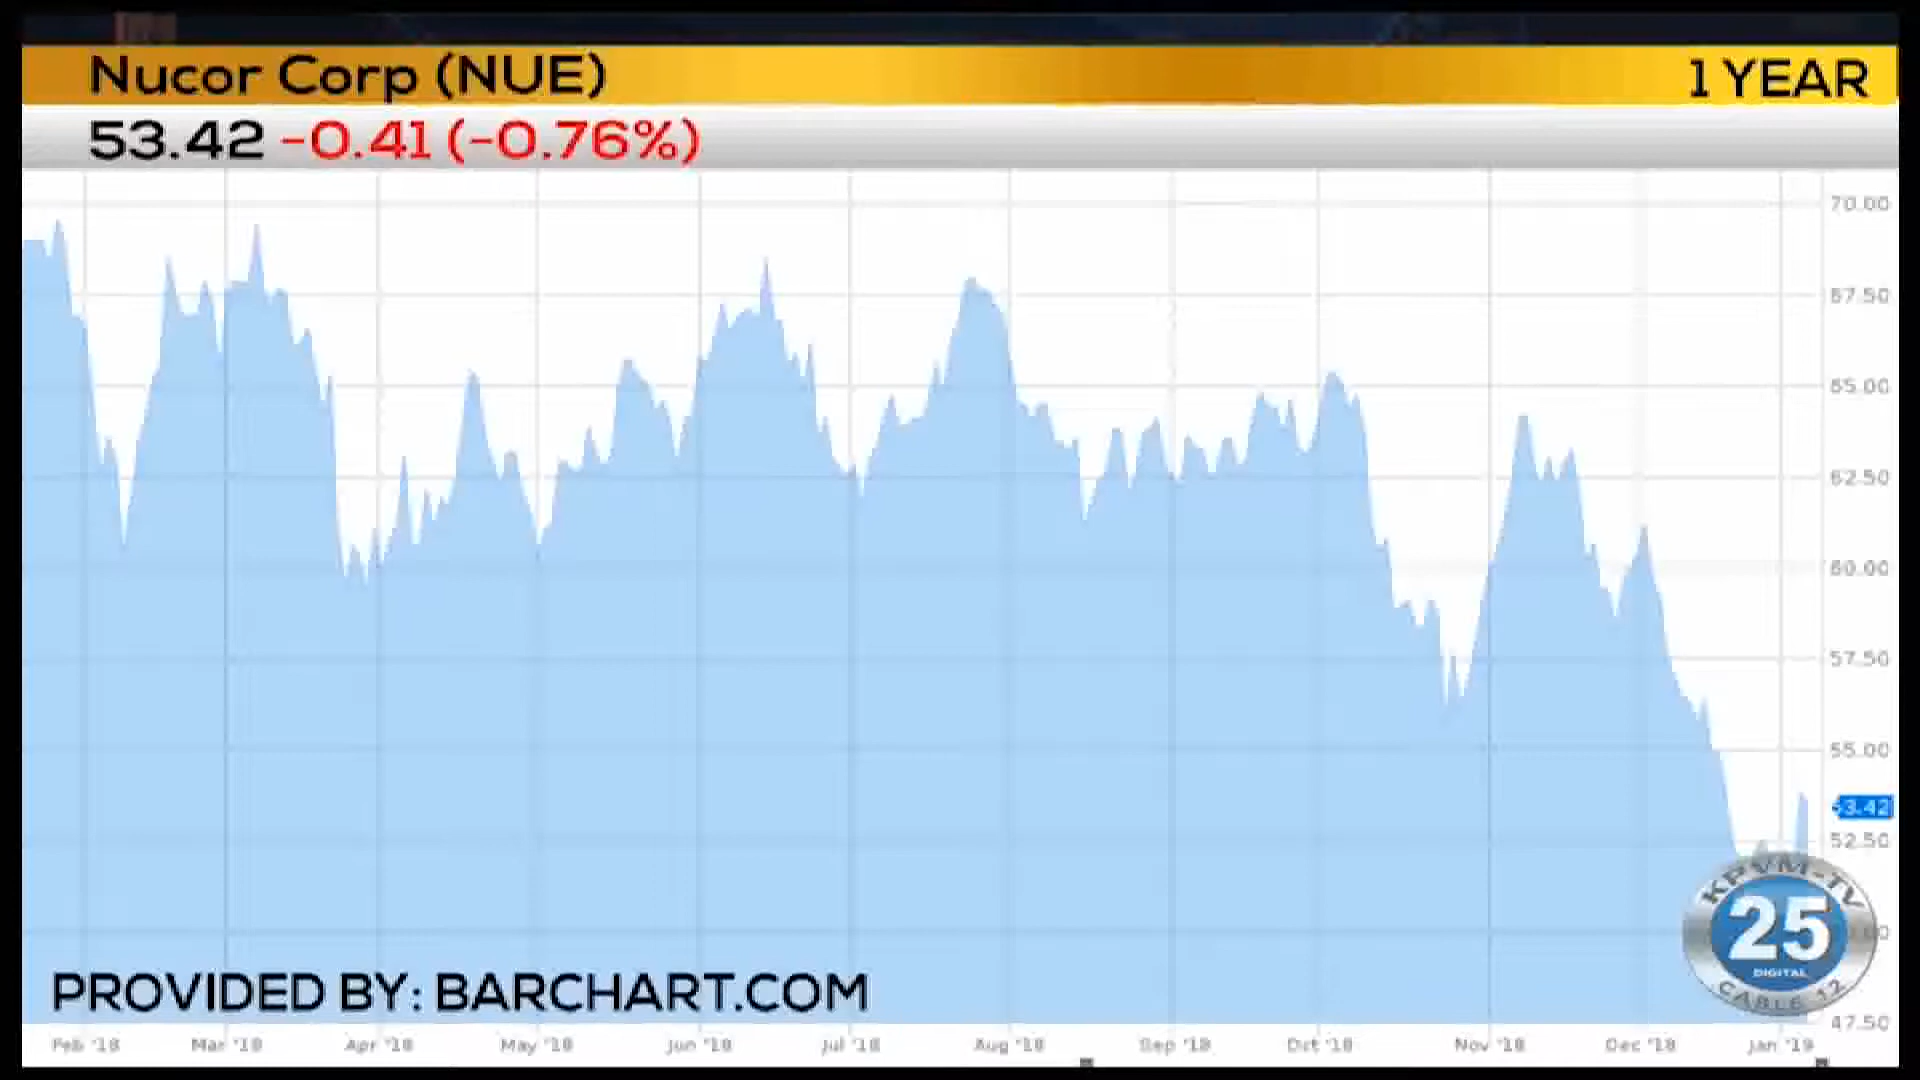 Nucor Corp (NUE)
1 YEAR
53.42 -0.41 (-0.76%)
70.00
67.50
65.00
62.50
60.00
57.50
55.00
53.42
52.50
47.50
KPVM-TV
25
DIGITAL
CABLE 12
PROVIDED BY: BARCHART.COM
Feb '18 Mar '18 Apr '18 May '18 Jun '18 Jul '18 Aug '18 Sep '18 Oct '18 Nov '18 Dec '18 Jan '19